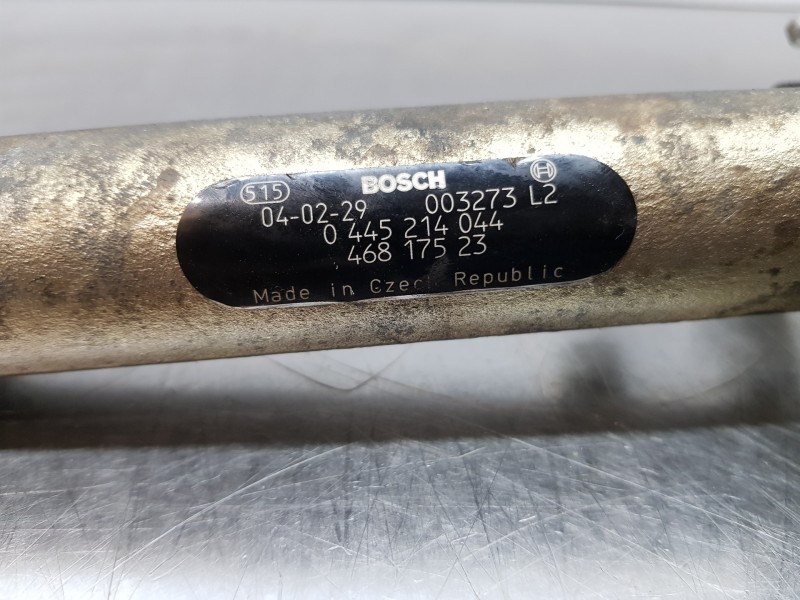 515 BOSCH
04-02-29 003273 L2
0 445 214 044
468 175 23
Made in Czech Republic